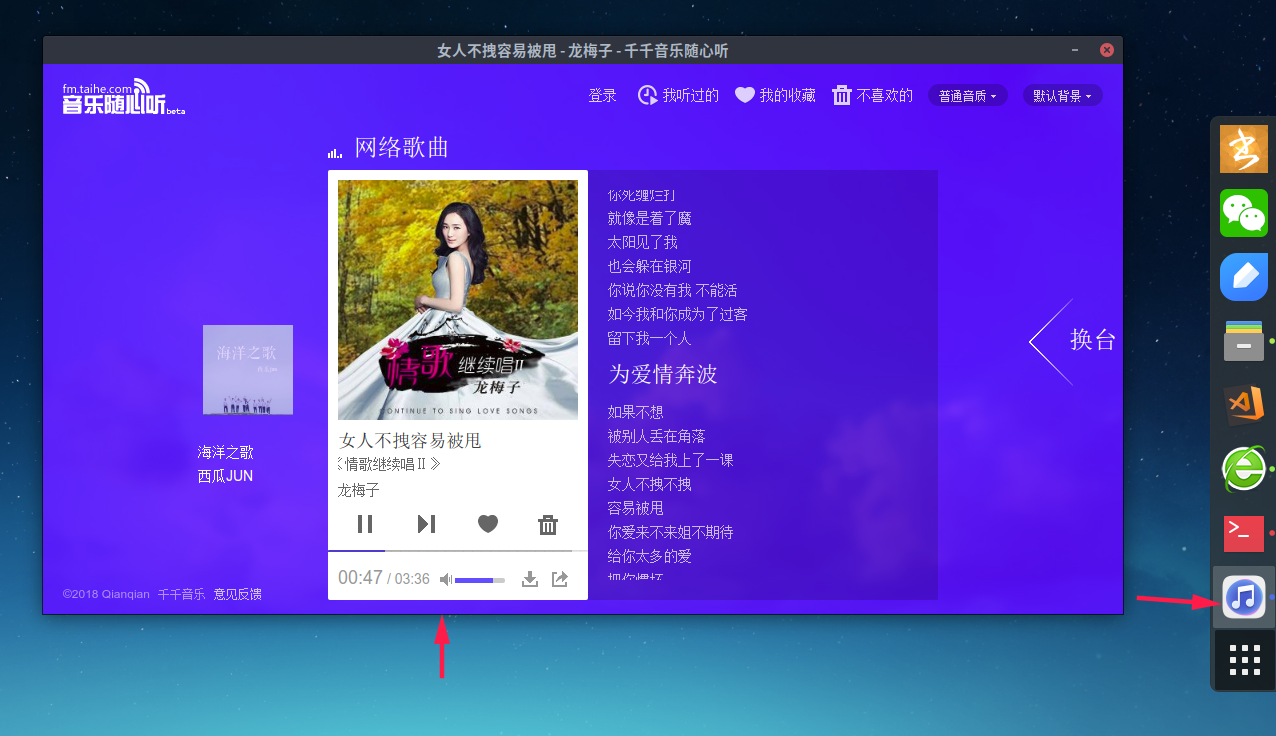 女人不拽容易被甩 - 龙梅子 - 千千音乐随心听
fm.taihe.com
音乐随心听beta
登录
我听过的
我的收藏
不喜欢的
普通音质
默认背景
网络歌曲
情歌 继续唱II
龙梅子
CONTINUE TO SING LOVE SONGS
女人不拽容易被甩
《情歌继续唱Ⅱ》
龙梅子
00:47 / 03:36
就像是着了魔
太阳见了我
也会躲在银河
你说你没有我 不能活
如今我和你成为了过客
留下我一个人
为爱情奔波
如果不想
被别人丢在角落
失恋又给我上了一课
女人不拽不拽
容易被甩
你爱来不来姐不期待
给你太多的爱
换台
海洋之歌
海洋之歌
西瓜JUN
©2018 Qianqian 千千音乐 意见反馈